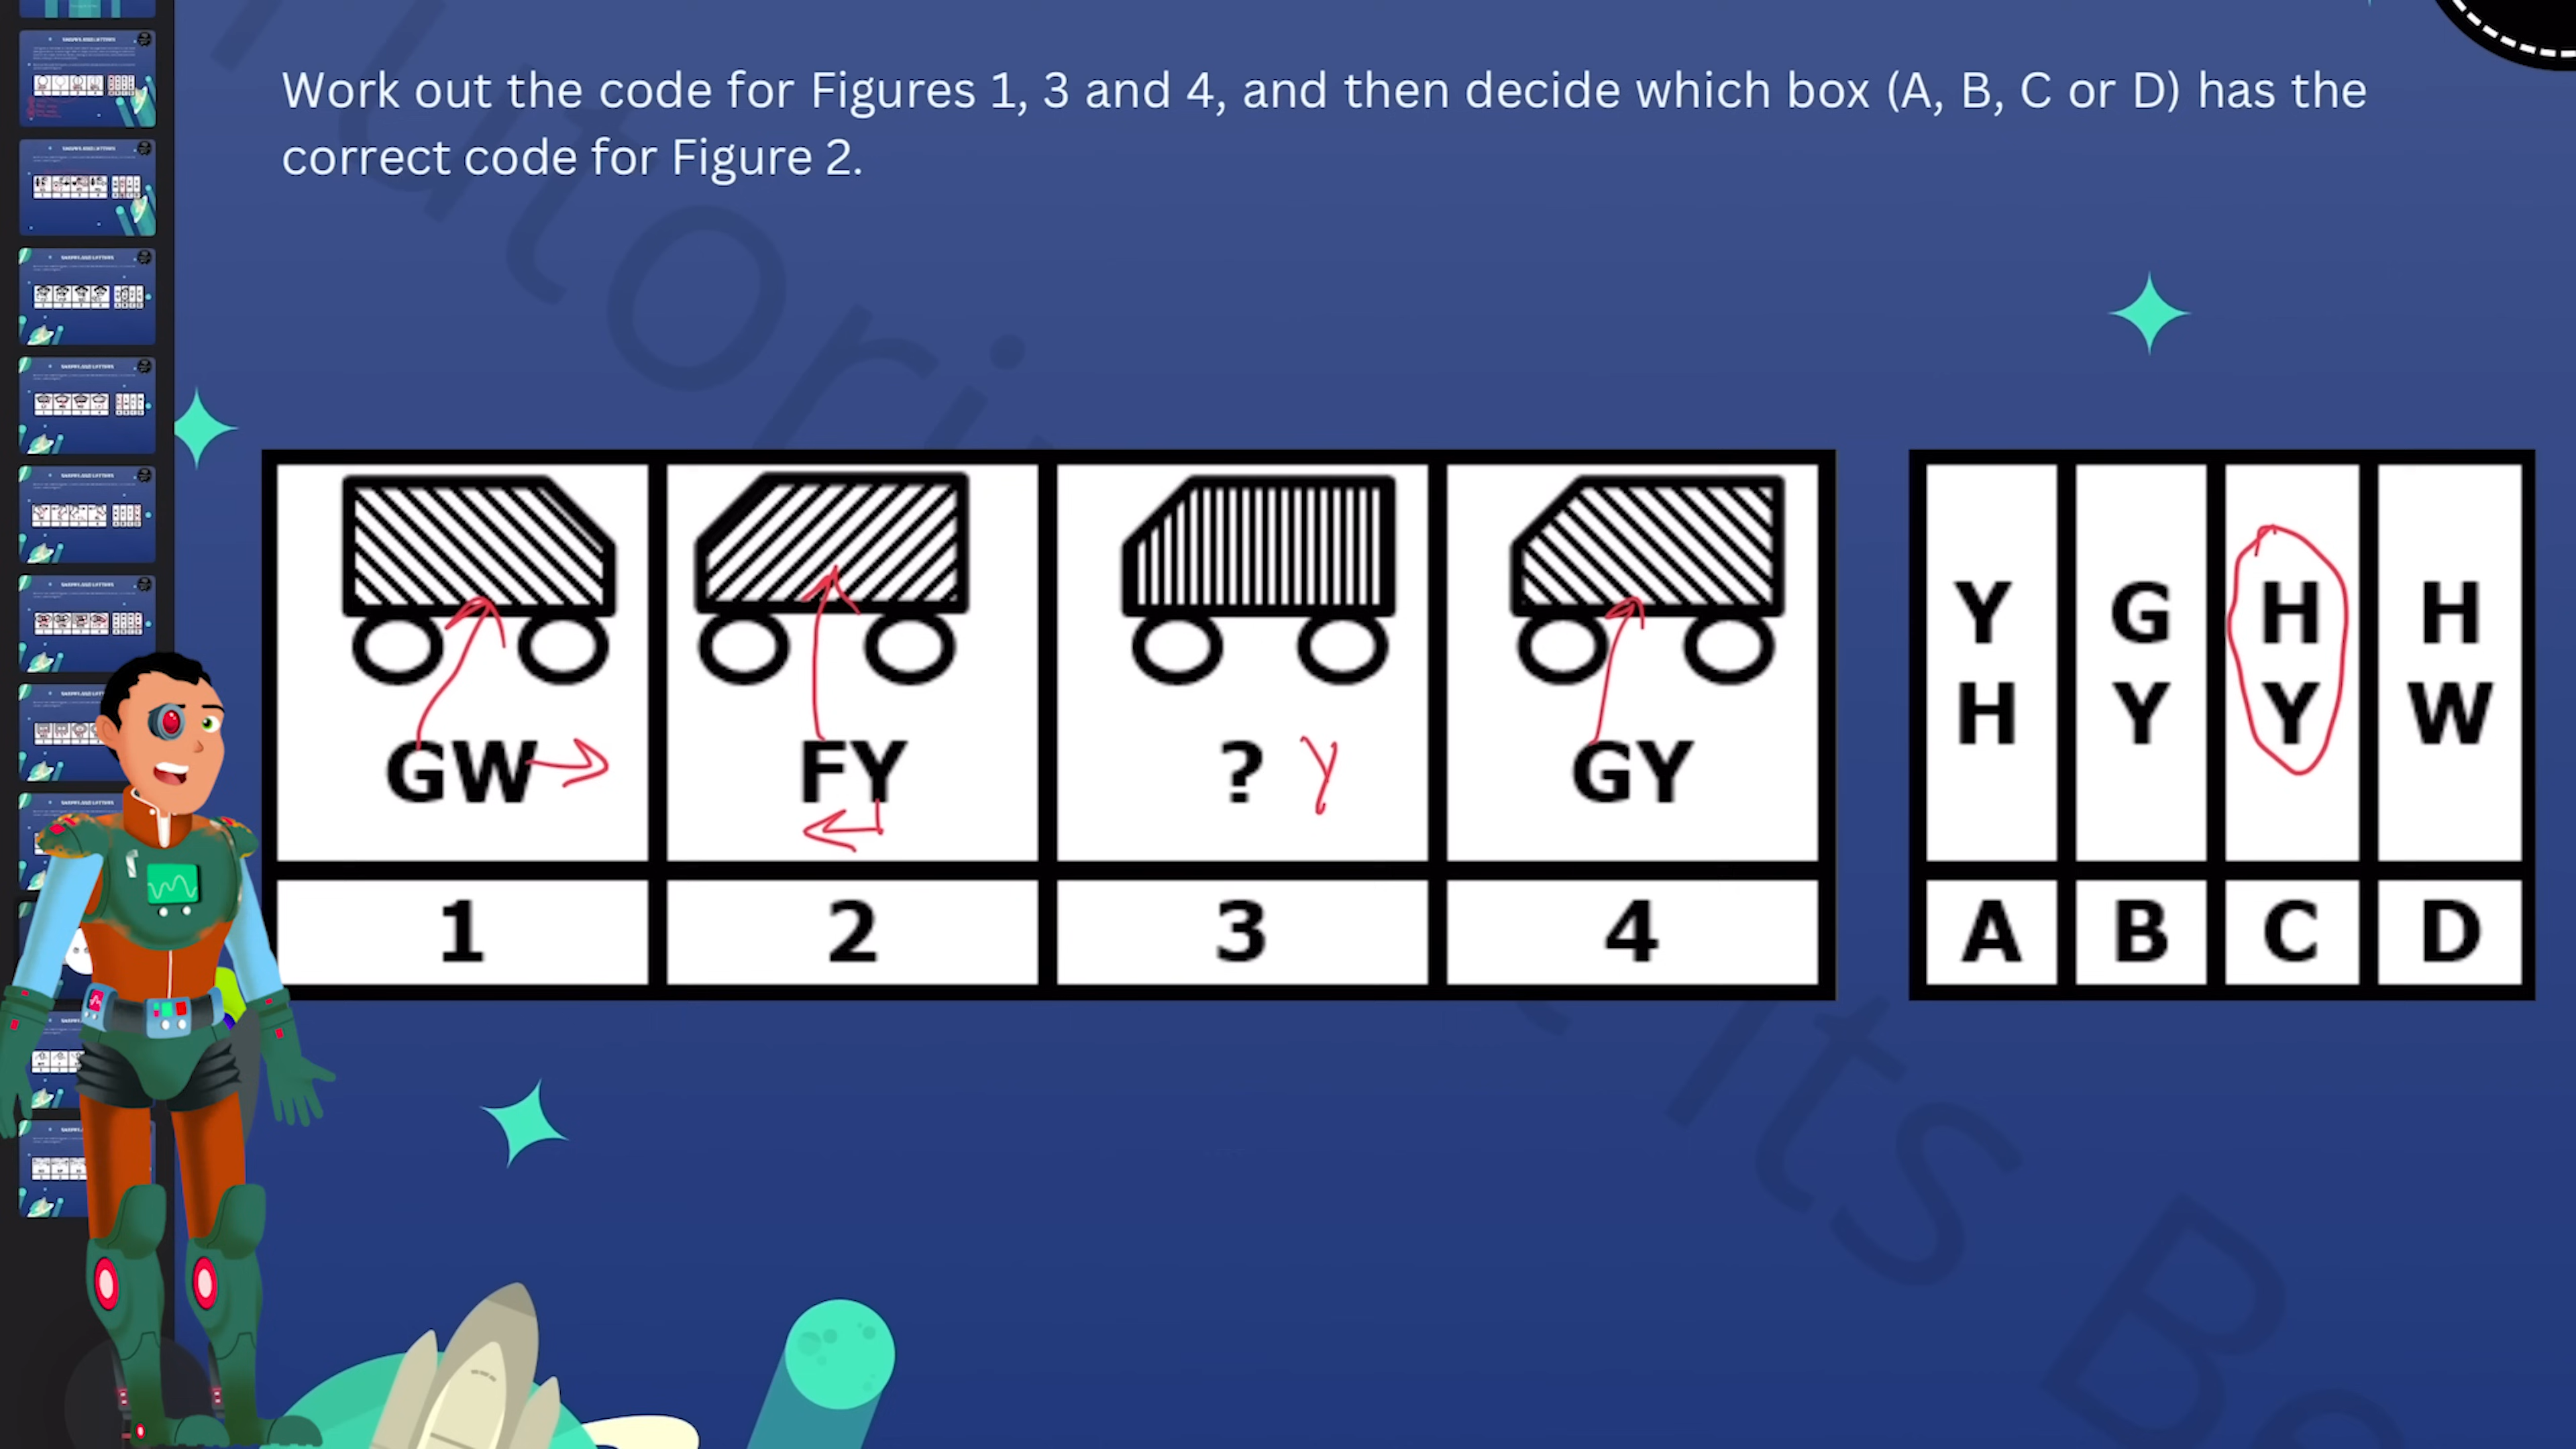 Work out the code for Figures 1, 3 and 4, and then decide which box (A, B, C or D) has the
correct code for Figure 2.
GW FY ? Y GY
1 2 3 4
Y G H H
H Y Y W
A B C D